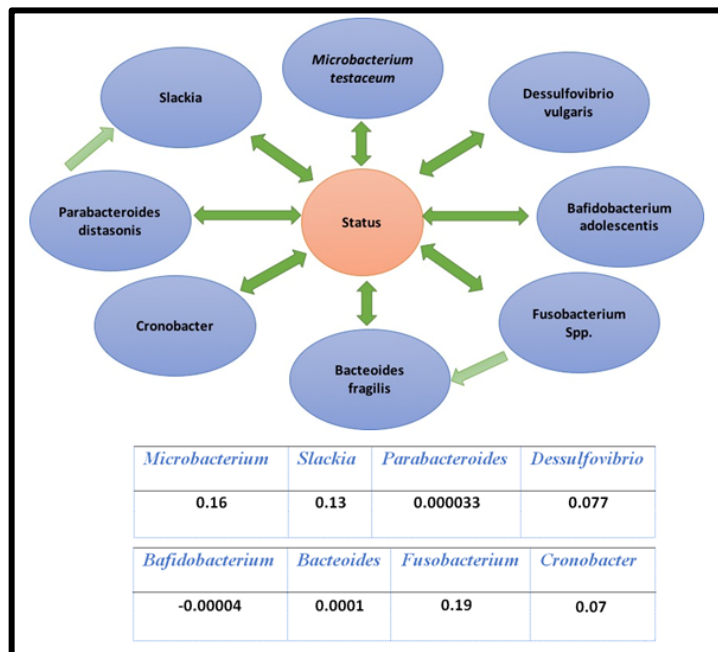 Microbacterium
testaceum
Slackia
Dessulfovibrio
vulgaris
Parabacteroides
distasonis
Status
Bafidobacterium
adolescentis
Cronobacter
Fusobacterium
Spp.
Bacteoides
fragilis
Microbacterium Slackia Parabacteroides Dessulfovibrio
0.16 0.13 0.000033 0.077
Bafidobacterium Bacteoides Fusobacterium Cronobacter
-0.00004 0.0001 0.19 0.07